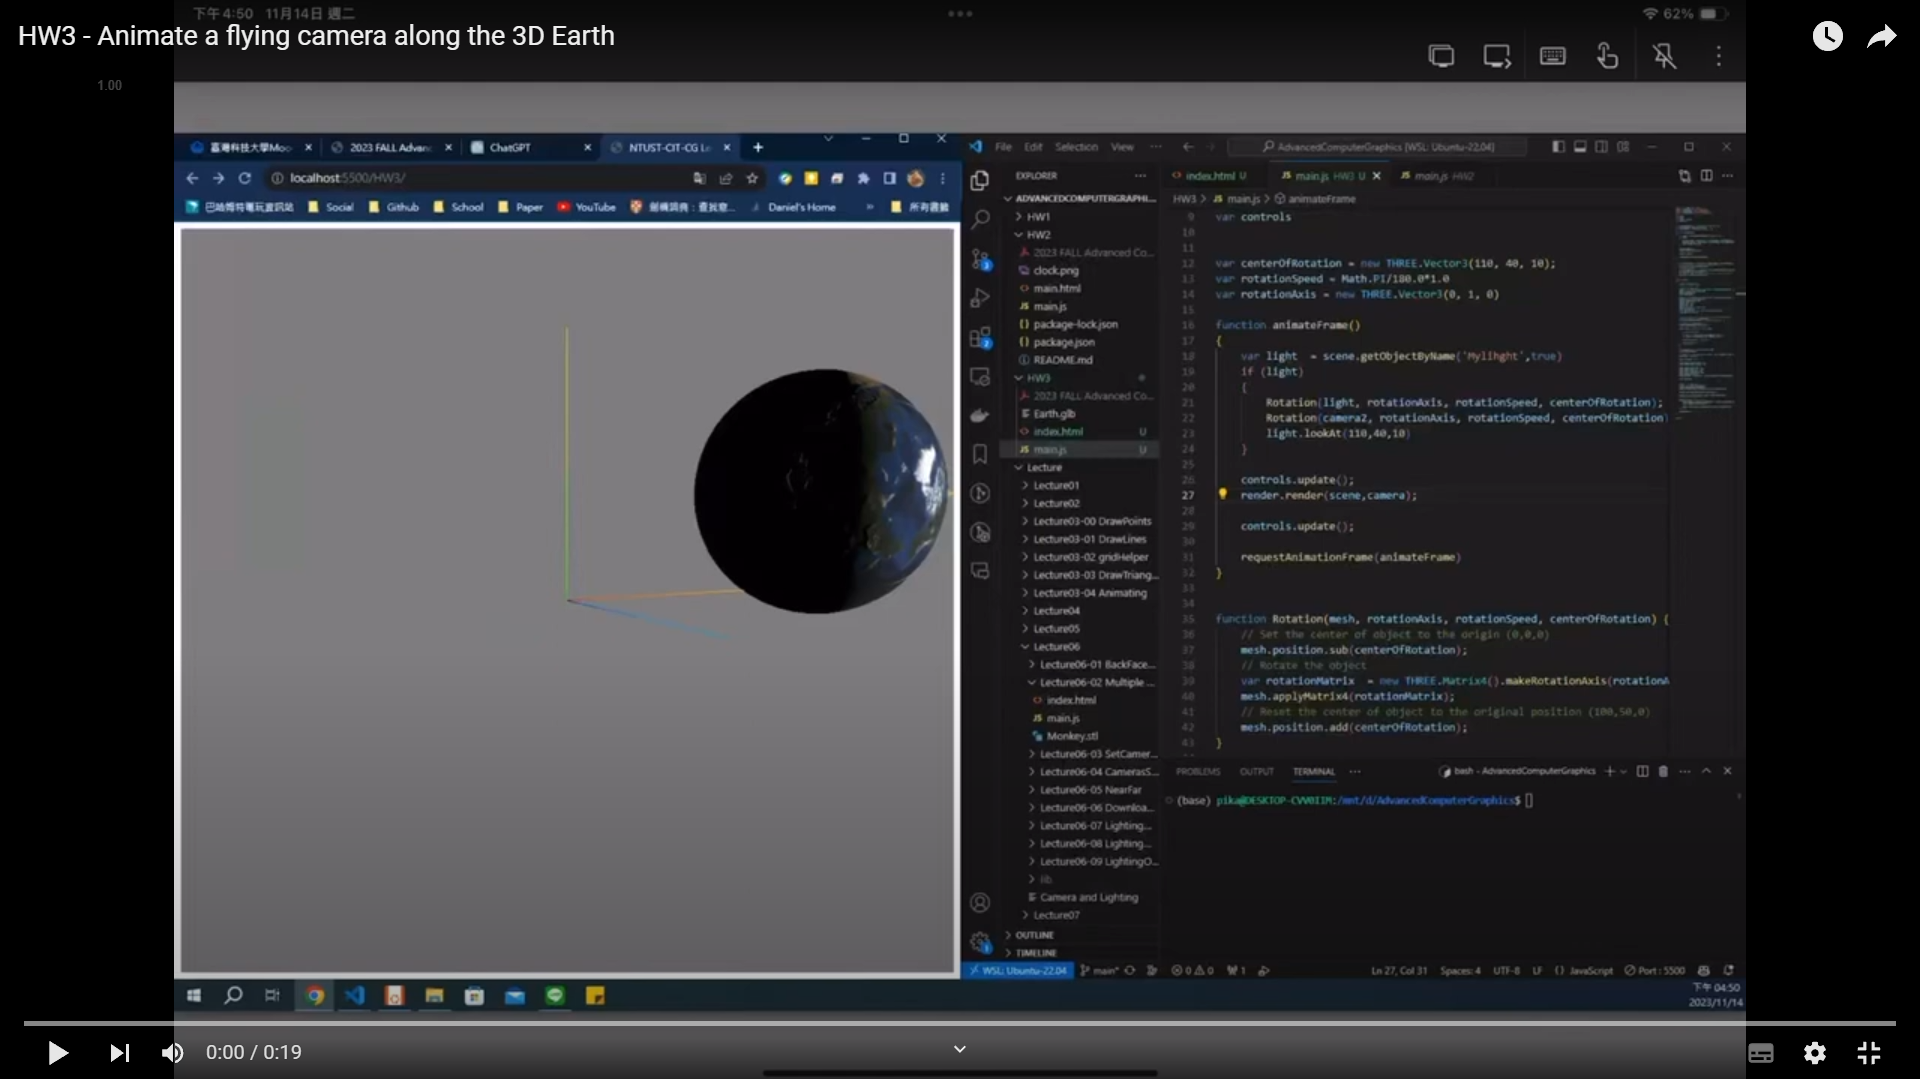 下午4:50 11月14日 週二
62%
HW3 - Animate a flying camera along the 3D Earth
1.00
2023 FALL Advan
ChatGPT
NTUST-CIT-CG Le
localhost:5500/HW3/
Social
Github
School
Paper
YouTube
Daniel's Home
所有書籤
File Edit Selection View
AdvancedComputerGraphics [WSL: Ubuntu-22.04]
EXPLORER
ADVANCEDCOMPUTERGRAPHI...
HW1
HW2
2023 FALL Advanced Co...
clock.png
main.html
main.js
package-lock.json
package.json
README.md
HW3
2023 FALL Advanced Co...
Earth.glb
index.html U
main.js U
Lecture
Lecture01
Lecture02
Lecture03-00 DrawPoints
Lecture03-01 DrawLines
Lecture03-02 gridHelper
Lecture03-03 DrawTriang...
Lecture03-04 Animating
Lecture04
Lecture05
Lecture06
Lecture06-01 BackFace...
Lecture06-02 Multiple ...
index.html
main.js
Monkey.stl
Lecture06-03 SetCamer...
Lecture06-04 CamerasS...
Lecture06-05 NearFar
Lecture06-06 Downloa...
Lecture06-07 Lighting...
Lecture06-08 Lighting...
Lecture06-09 LightingO...
lib
Camera and Lighting
Lecture07
OUTLINE
TIMELINE
index.html U
main.js HW3 U
main.js HW2
HW3 > main.js > animateFrame
9 var controls
10
11
12 var centerOfRotation = new THREE.Vector3(110, 40, 10);
13 var rotationSpeed = Math.PI/180.0*1.0
14 var rotationAxis = new THREE.Vector3(0, 1, 0)
15
16 function animateFrame()
17 {
18 var light = scene.getObjectByName('Mylihght',true)
19 if (light)
20 {
21 Rotation(light, rotationAxis, rotationSpeed, centerOfRotation);
22 Rotation(camera2, rotationAxis, rotationSpeed, centerOfRotation)
23 light.lookAt(110,40,10)
24 }
25
26 controls.update();
27 render.render(scene,camera);
28
29 controls.update();
30
31 requestAnimationFrame(animateFrame)
32 }
33
34
35 function Rotation(mesh, rotationAxis, rotationSpeed, centerOfRotation) {
36 // Set the center of object to the origin (0,0,0)
37 mesh.position.sub(centerOfRotation);
38 // Rotate the object
39 var rotationMatrix = new THREE.Matrix4().makeRotationAxis(rotationA
40 mesh.applyMatrix4(rotationMatrix);
41 // Reset the center of object to the original position (100,50,0)
42 mesh.position.add(centerOfRotation);
43 }
PROBLEMS OUTPUT TERMINAL
bash - AdvancedComputerGraphics
(base) pika@DESKTOP-CVV0IIM:/mnt/d/AdvancedComputerGraphics$
WSL: Ubuntu-22.04
main*
0 0
1
Ln 27, Col 31 Spaces: 4 UTF-8 LF {} JavaScript Port : 5500
下午 04:50
2023/11/14
0:00 / 0:19